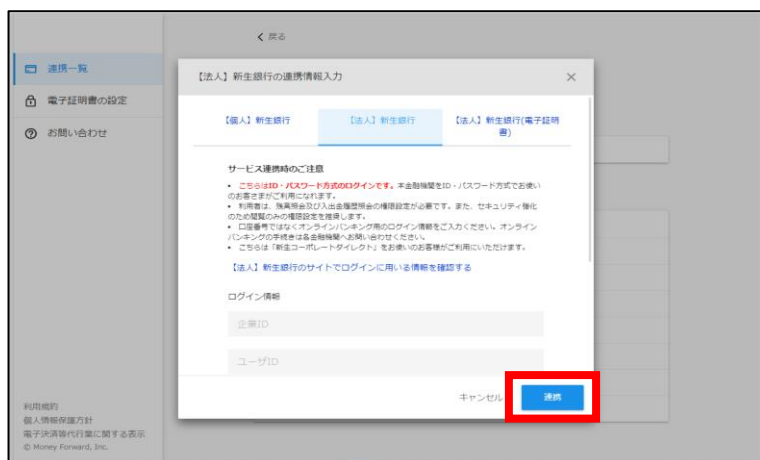 戻る
連携一覧
電子証明書の設定
お問い合わせ
【法人】新生銀行の連携情報入力
×
【個人】新生銀行
【法人】新生銀行
【法人】新生銀行(電子証明
書)
サービス連携時のご注意
• こちらはID・パスワード方式のログインです。本金融機関をID・パスワード方式でお使い
のお客さまがご利用になれます。
• 利用者は、残高照会及び入出金履歴照会の権限設定が必要です。また、セキュリティ強化
のため閲覧のみの権限設定を推奨します。
• 口座番号ではなくオンラインバンキング用のログイン情報をご入力ください。オンライン
バンキングの手続きは各金融機関へお問い合わせください。
• こちらは「新生コーポレートダイレクト」をお使いのお客様がご利用にいただけます。
【法人】新生銀行のサイトでログインに用いる情報を確認する
ログイン情報
企業ID
ユーザID
キャンセル
連携
利用規約
個人情報保護方針
電子決済等代行業に関する表示
© Money Forward, Inc.